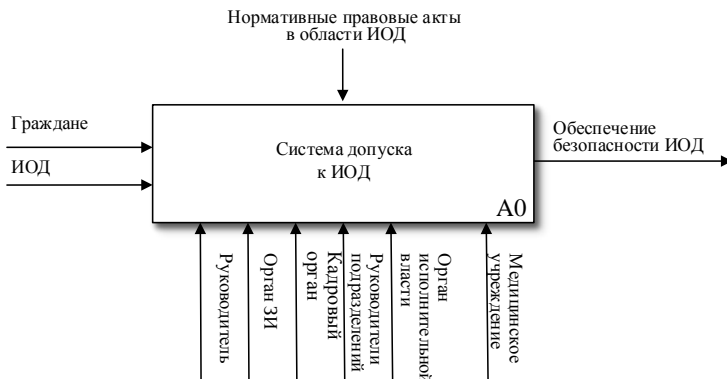 Нормативные правовые акты
в области ИОД
Граждане
ИОД
Система допуска
к ИОД
A0
Обеспечение
безопасности ИОД
Руководитель
Орган ЗИ
Кадровый
орган
Руководители
подразделений
Орган
исполнительной
власти
Медицинское
учреждение